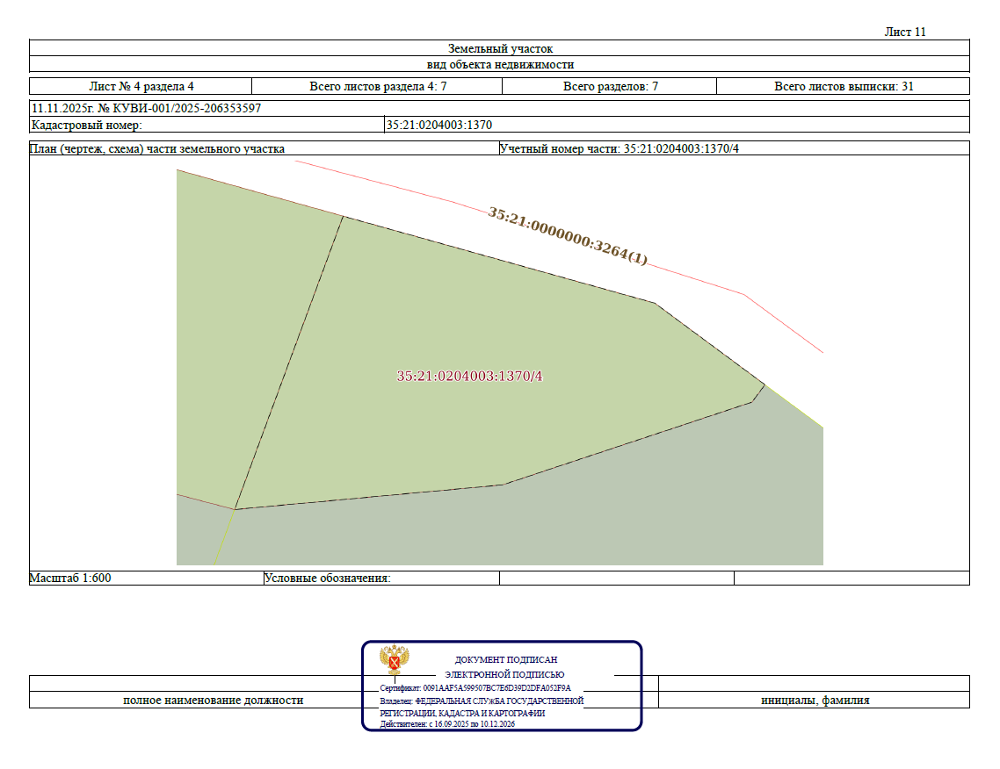 Лист 11
Земельный участок
вид объекта недвижимости
Лист № 4 раздела 4 Всего листов раздела 4: 7 Всего разделов: 7 Всего листов выписки: 31
11.11.2025г. № КУВИ-001/2025-206353597
Кадастровый номер: 35:21:0204003:1370
План (чертеж, схема) части земельного участка Учетный номер части: 35:21:0204003:1370/4
35:21:0000000:3264(1)
35:21:0204003:1370/4
Масштаб 1:600 Условные обозначения:
ДОКУМЕНТ ПОДПИСАН
ЭЛЕКТРОННОЙ ПОДПИСЬЮ
Сертификат: 0091AAF5A599507BC7E6D39D2DFA052F9A
Владелец: ФЕДЕРАЛЬНАЯ СЛУЖБА ГОСУДАРСТВЕННОЙ
РЕГИСТРАЦИИ, КАДАСТРА И КАРТОГРАФИИ
Действителен: с 16.09.2025 по 10.12.2026
полное наименование должности инициалы, фамилия